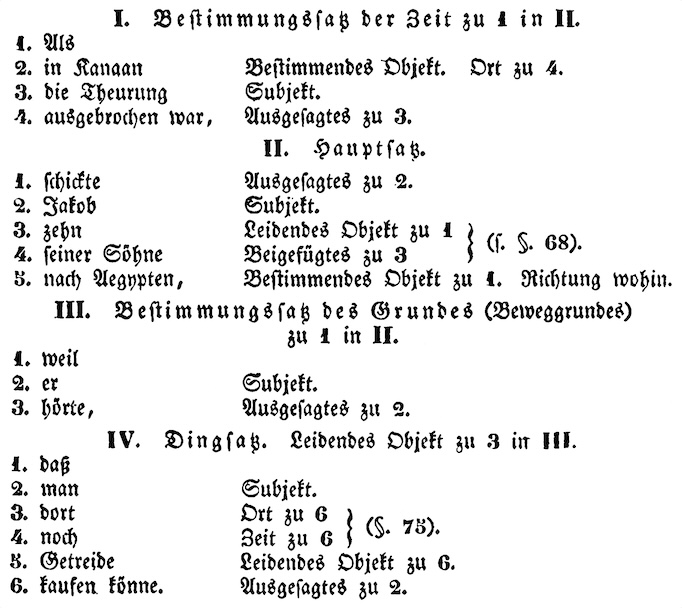 I. Beſtimmungsſatz der Zeit zu 1 in II.
1. Als
2. in Kanaan Beſtimmendes Objekt. Ort zu 4.
3. die Theurung Subjekt.
4. ausgebrochen war, Ausgeſagtes zu 3.
II. Hauptſatz.
1. ſchickte Ausgeſagtes zu 2.
2. Jakob Subjekt.
3. zehn Leidendes Objekt zu 1
4. ſeiner Söhne Beigefügtes zu 3 } (ſ. §. 68).
5. nach Aegypten, Beſtimmendes Objekt zu 1. Richtung wohin.
III. Beſtimmungsſatz des Grundes (Beweggrundes)
zu 1 in II.
1. weil
2. er Subjekt.
3. hörte, Ausgeſagtes zu 2.
IV. Dingſatz. Leidendes Objekt zu 3 in III.
1. daß
2. man Subjekt.
3. dort Ort zu 6
4. noch Zeit zu 6 } (§. 75).
5. Getreide Leidendes Objekt zu 6.
6. kaufen könne. Ausgeſagtes zu 2.